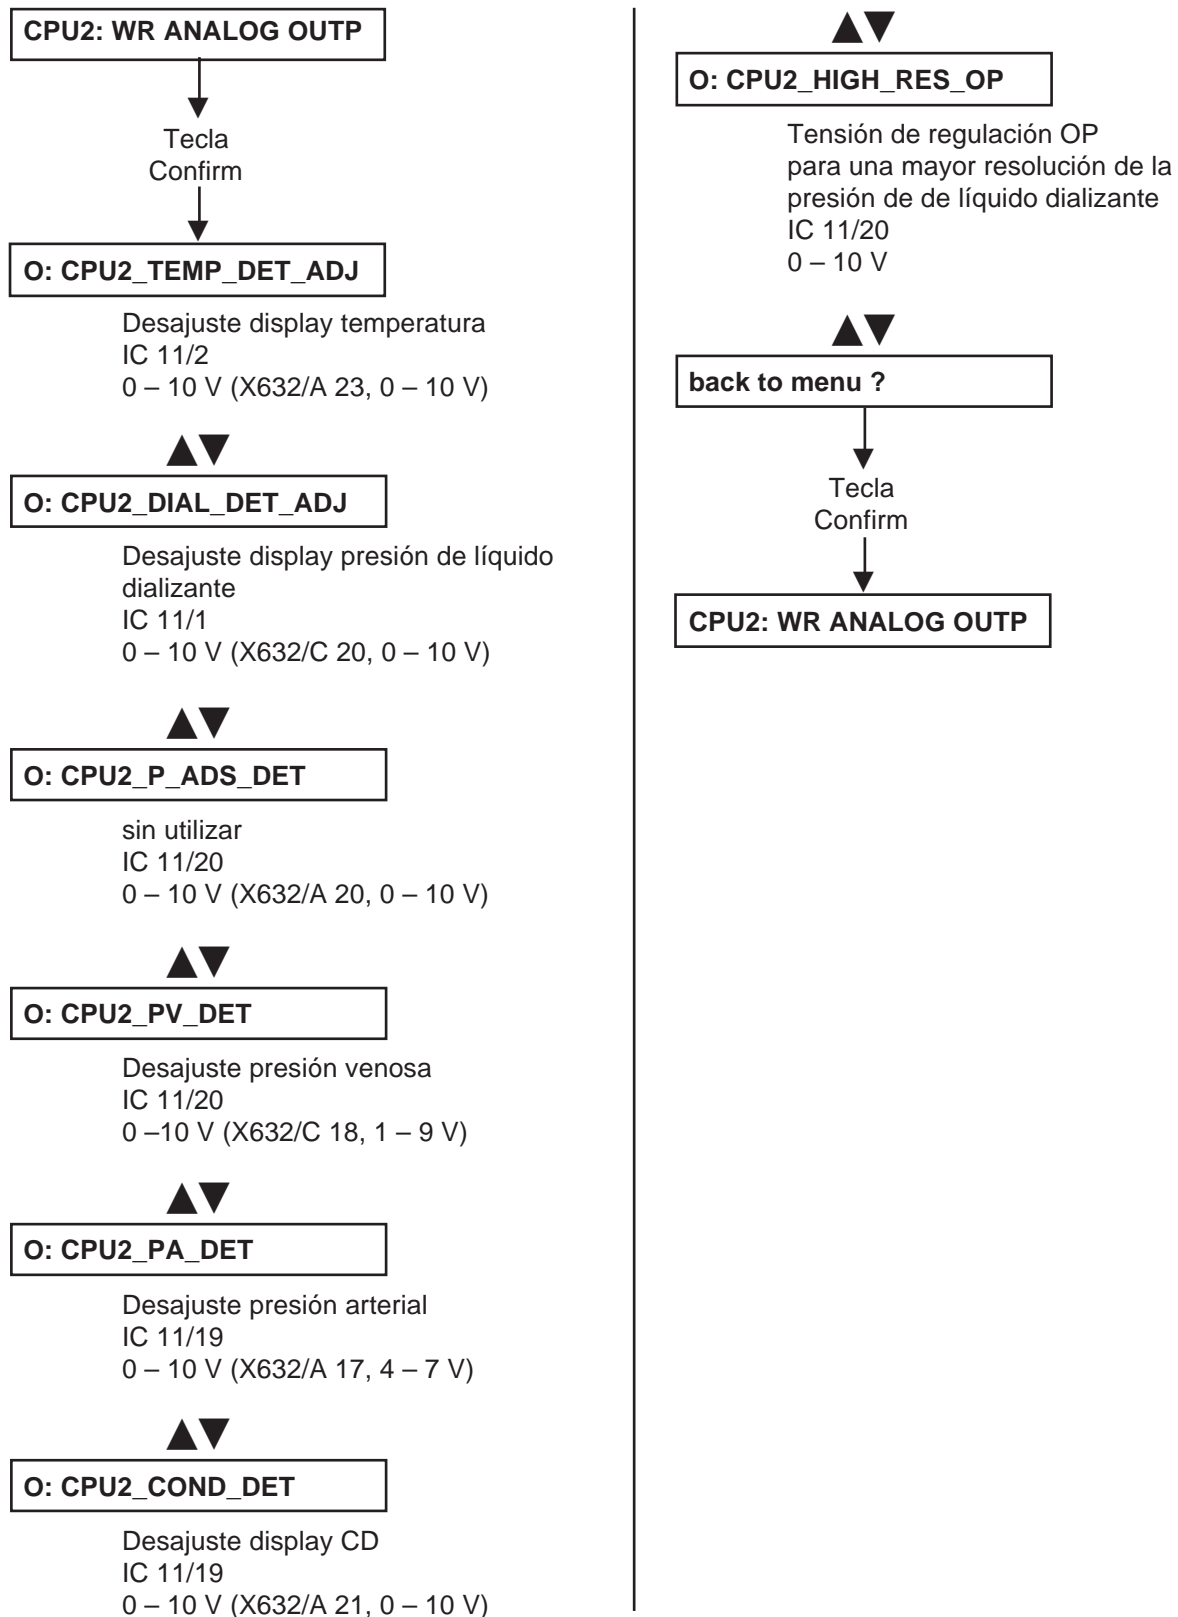 CPU2: WR ANALOG OUTP
Tecla
Confirm
O: CPU2_TEMP_DET_ADJ
Desajuste display temperatura
IC 11/2
0 – 10 V (X632/A 23, 0 – 10 V)
O: CPU2_DIAL_DET_ADJ
Desajuste display presión de líquido
dializante
IC 11/1
0 – 10 V (X632/C 20, 0 – 10 V)
O: CPU2_P_ADS_DET
sin utilizar
IC 11/20
0 – 10 V (X632/A 20, 0 – 10 V)
O: CPU2_PV_DET
Desajuste presión venosa
IC 11/20
0 –10 V (X632/C 18, 1 – 9 V)
O: CPU2_PA_DET
Desajuste presión arterial
IC 11/19
0 – 10 V (X632/A 17, 4 – 7 V)
O: CPU2_COND_DET
Desajuste display CD
IC 11/19
0 – 10 V (X632/A 21, 0 – 10 V)
O: CPU2_HIGH_RES_OP
Tensión de regulación OP
para una mayor resolución de la
presión de de líquido dializante
IC 11/20
0 – 10 V
back to menu ?
Tecla
Confirm
CPU2: WR ANALOG OUTP